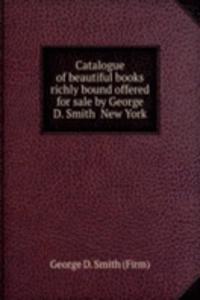 Catalogue
of beautiful books
richly bound offered
for sale by George
D. Smith New York
George D. Smith (Firm)